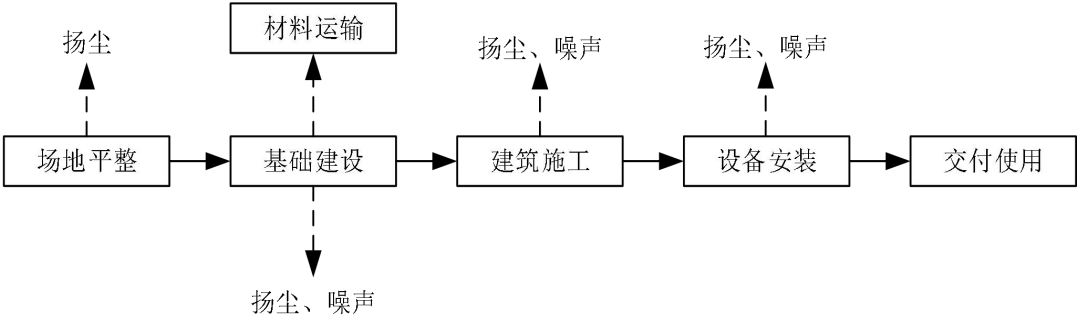 材料运输
扬尘
扬尘、噪声
扬尘、噪声
场地平整
基础建设
建筑施工
设备安装
交付使用
扬尘、噪声